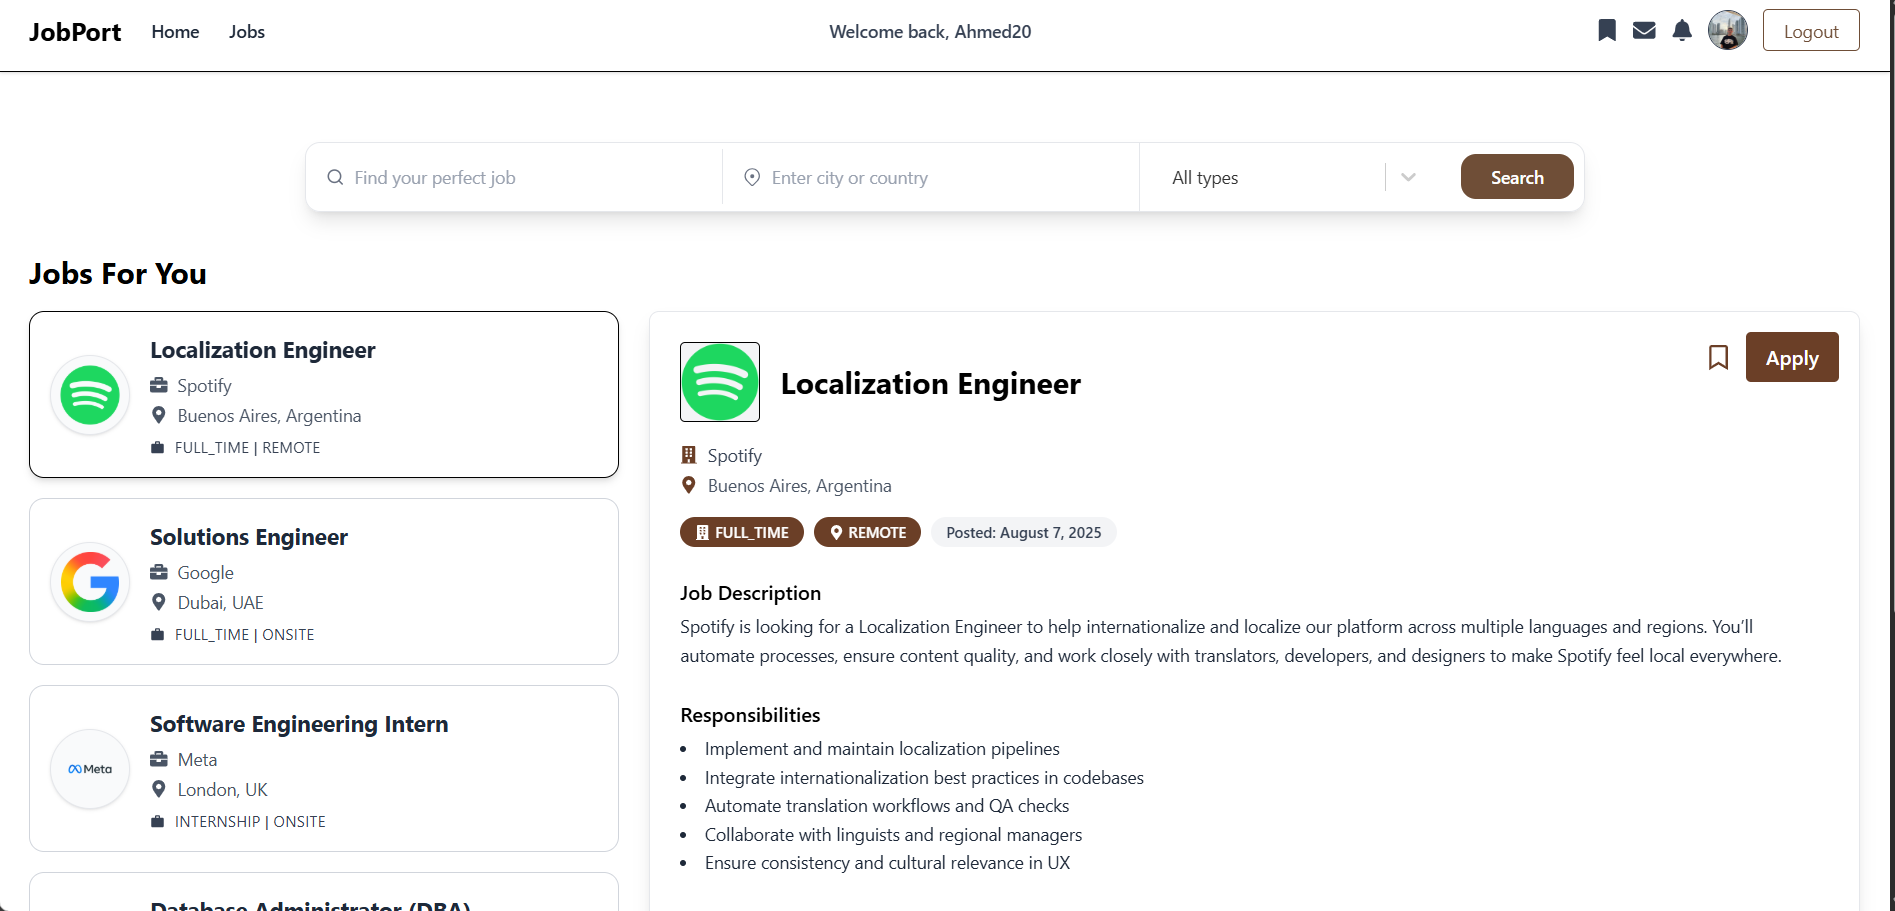 JobPort
Home
Jobs
Welcome back, Ahmed20
Logout
Find your perfect job
Enter city or country
All types
Search
Jobs For You
Localization Engineer
Spotify
Buenos Aires, Argentina
FULL_TIME | REMOTE
Solutions Engineer
Google
Dubai, UAE
FULL_TIME | ONSITE
Meta
Software Engineering Intern
Meta
London, UK
INTERNSHIP | ONSITE
Database Administrator (DBA)
Localization Engineer
Apply
Spotify
Buenos Aires, Argentina
FULL_TIME
REMOTE
Posted: August 7, 2025
Job Description
Spotify is looking for a Localization Engineer to help internationalize and localize our platform across multiple languages and regions. You’ll
automate processes, ensure content quality, and work closely with translators, developers, and designers to make Spotify feel local everywhere.
Responsibilities
• Implement and maintain localization pipelines
• Integrate internationalization best practices in codebases
• Automate translation workflows and QA checks
• Collaborate with linguists and regional managers
• Ensure consistency and cultural relevance in UX